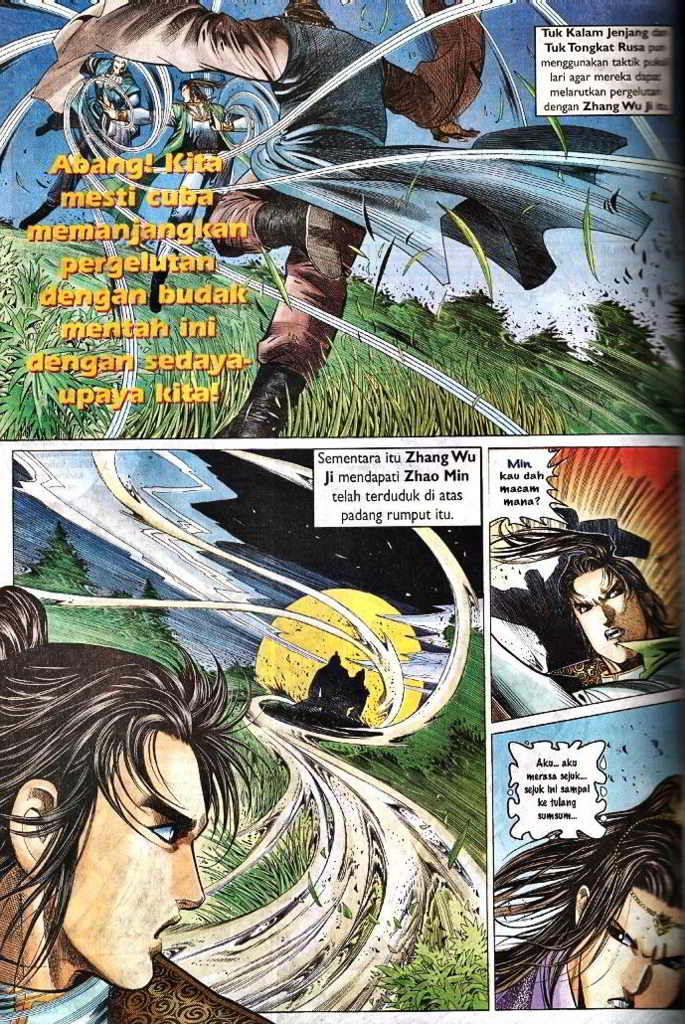 Tuk Kalam Jenjang dan
Tuk Tongkat Rusa pun
menggunakan taktik pukul
lari agar mereka dapat
melarutkan pergelutan
dengan Zhang Wu Ji itu.
Abang! Kita
mesti cuba
memanjangkan
pergelutan
dengan budak
mentah ini
dengan sedaya-
upaya kita!
Sementara itu Zhang Wu
Ji mendapati Zhao Min
telah terduduk di atas
padang rumput itu.
Min,
kau dah
macam
mana?
Aku... aku
merasa sejuk...
sejuk ini sampai
ke tulang
sumsum...